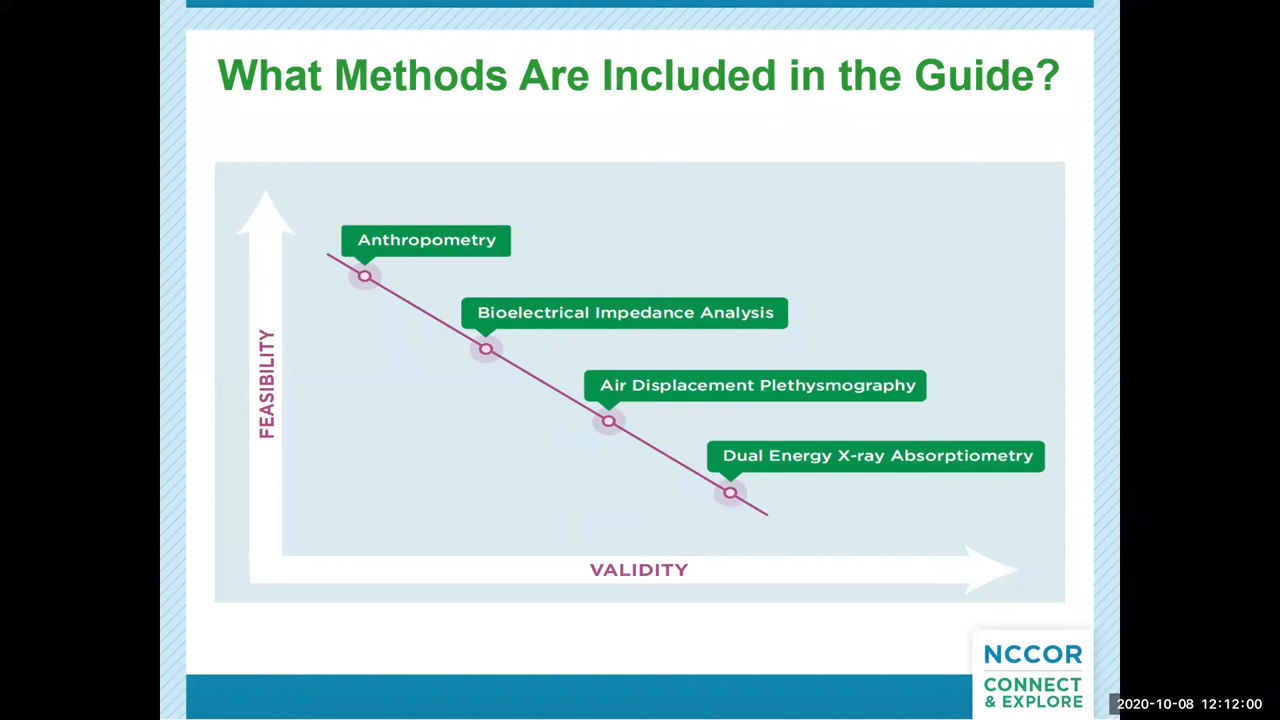 What Methods Are Included in the Guide?
Anthropometry
Bioelectrical Impedance Analysis
Air Displacement Plethysmography
Dual Energy X-ray Absorptiometry
FEASIBILITY
VALIDITY
NCCOR
CONNECT
& EXPLORE
2020-10-08 12:12:00